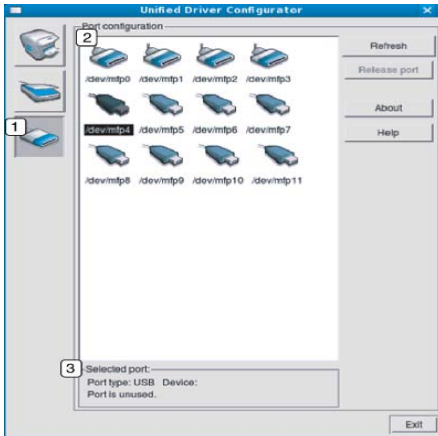 Unified Driver Configurator
Port configuration
2
/dev/mfp0 /dev/mfp1 /dev/mfp2 /dev/mfp3
Refresh
Release port
1
/dev/mfp4 /dev/mfp5 /dev/mfp6 /dev/mfp7
About
Help
/dev/mfp8 /dev/mfp9 /dev/mfp10 /dev/mfp11
3
Selected port:
Port type: USB Device:
Port is unused.
Exit